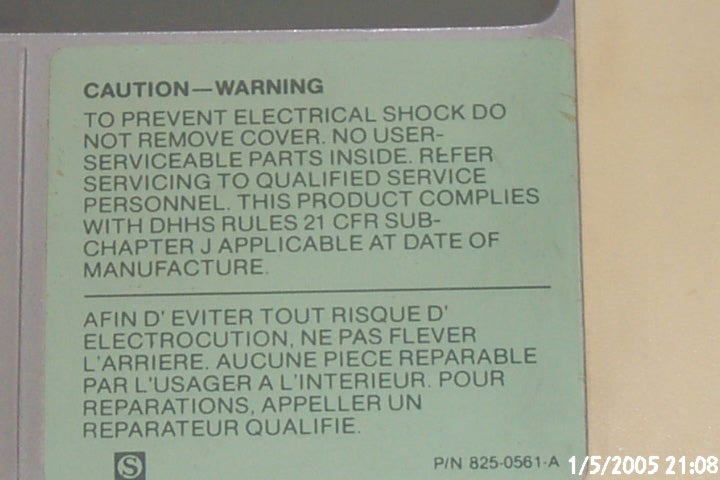 CAUTION—WARNING
TO PREVENT ELECTRICAL SHOCK DO
NOT REMOVE COVER. NO USER-
SERVICEABLE PARTS INSIDE. REFER
SERVICING TO QUALIFIED SERVICE
PERSONNEL. THIS PRODUCT COMPLIES
WITH DHHS RULES 21 CFR SUB-
CHAPTER J APPLICABLE AT DATE OF
MANUFACTURE.
AFIN D' EVITER TOUT RISQUE D'
ELECTROCUTION, NE PAS FLEVER
L'ARRIERE. AUCUNE PIECE REPARABLE
PAR L'USAGER A L'INTERIEUR. POUR
REPARATIONS, APPELLER UN
REPARATEUR QUALIFIE.
S
P/N 825-0561-A
1/5/2005 21:08